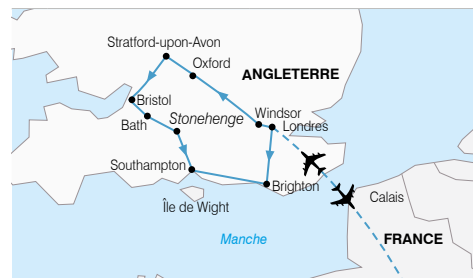 Stratford-upon-Avon
Oxford
ANGLETERRE
Bristol
Windsor
Bath
Stonehenge
Londres
Southampton
Brighton
Calais
Île de Wight
Manche
FRANCE